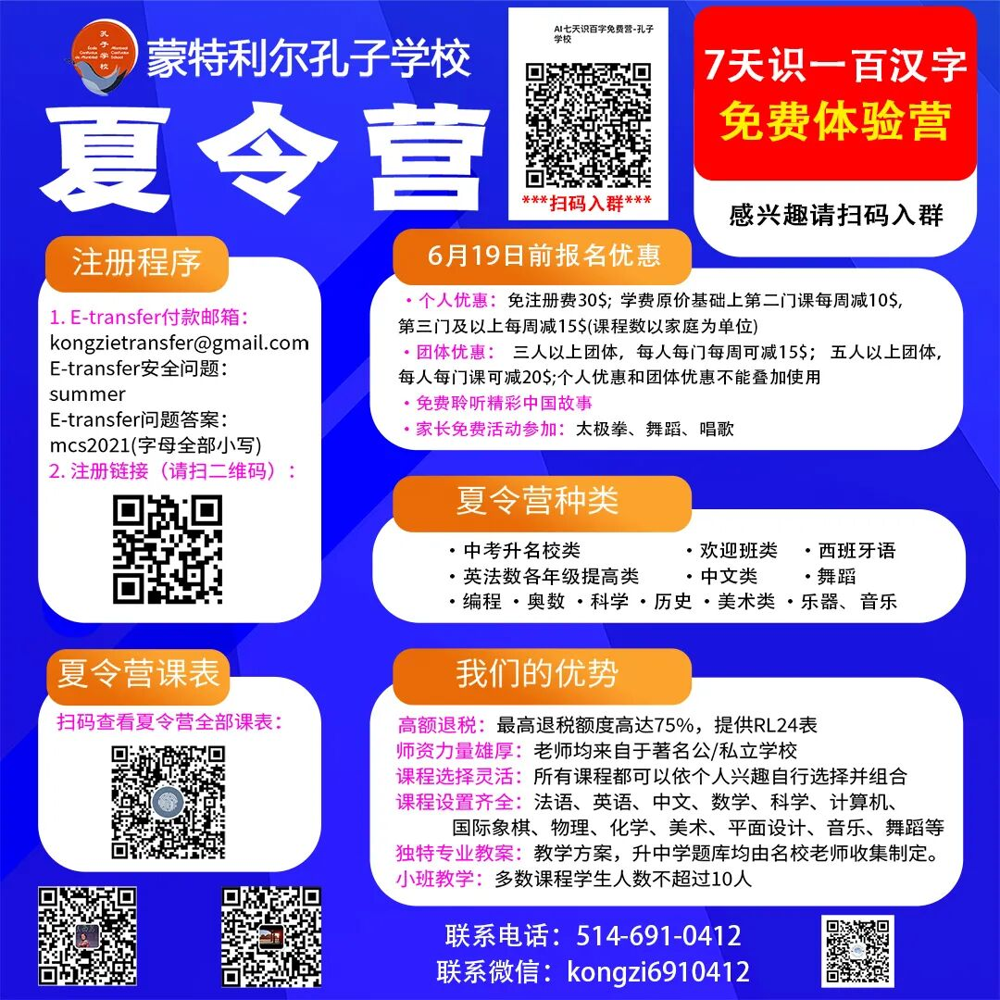 孔子学校
École Confucius de Montréal
Montreal Confucius School
蒙特利尔孔子学校
夏令营
AI七天识百字免费营-孔子
学校
***扫码入群***
7天识一百汉字
免费体验营
感兴趣请扫码入群
注册程序
1. E-transfer付款邮箱：
kongzietransfer@gmail.com
E-transfer安全问题：
summer
E-transfer问题答案：
mcs2021(字母全部小写)
2. 注册链接（请扫二维码）：
6月19日前报名优惠
·个人优惠：免注册费30$; 学费原价基础上第二门课每周减10$,
第三门及以上每周减15$(课程数以家庭为单位)
·团体优惠： 三人以上团体，每人每门每周可减15$； 五人以上团体,
每人每门课可减20$;个人优惠和团体优惠不能叠加使用
·免费聆听精彩中国故事
·家长免费活动参加：太极拳、舞蹈、唱歌
夏令营种类
·中考升名校类 ·欢迎班类 ·西班牙语
·英法数各年级提高类 ·中文类 ·舞蹈
·编程 ·奥数 ·科学 ·历史 ·美术类 ·乐器、音乐
夏令营课表
扫码查看夏令营全部课表：
我们的优势
高额退税：最高退税额度高达75%，提供RL24表
师资力量雄厚：老师均来自于著名公/私立学校
课程选择灵活：所有课程都可以依个人兴趣自行选择并组合
课程设置齐全：法语、英语、中文、数学、科学、计算机、
国际象棋、物理、化学、美术、平面设计、音乐、舞蹈等
独特专业教案：教学方案，升中学题库均由名校老师收集制定。
小班教学：多数课程学生人数不超过10人
联系电话：514-691-0412
联系微信：kongzi6910412